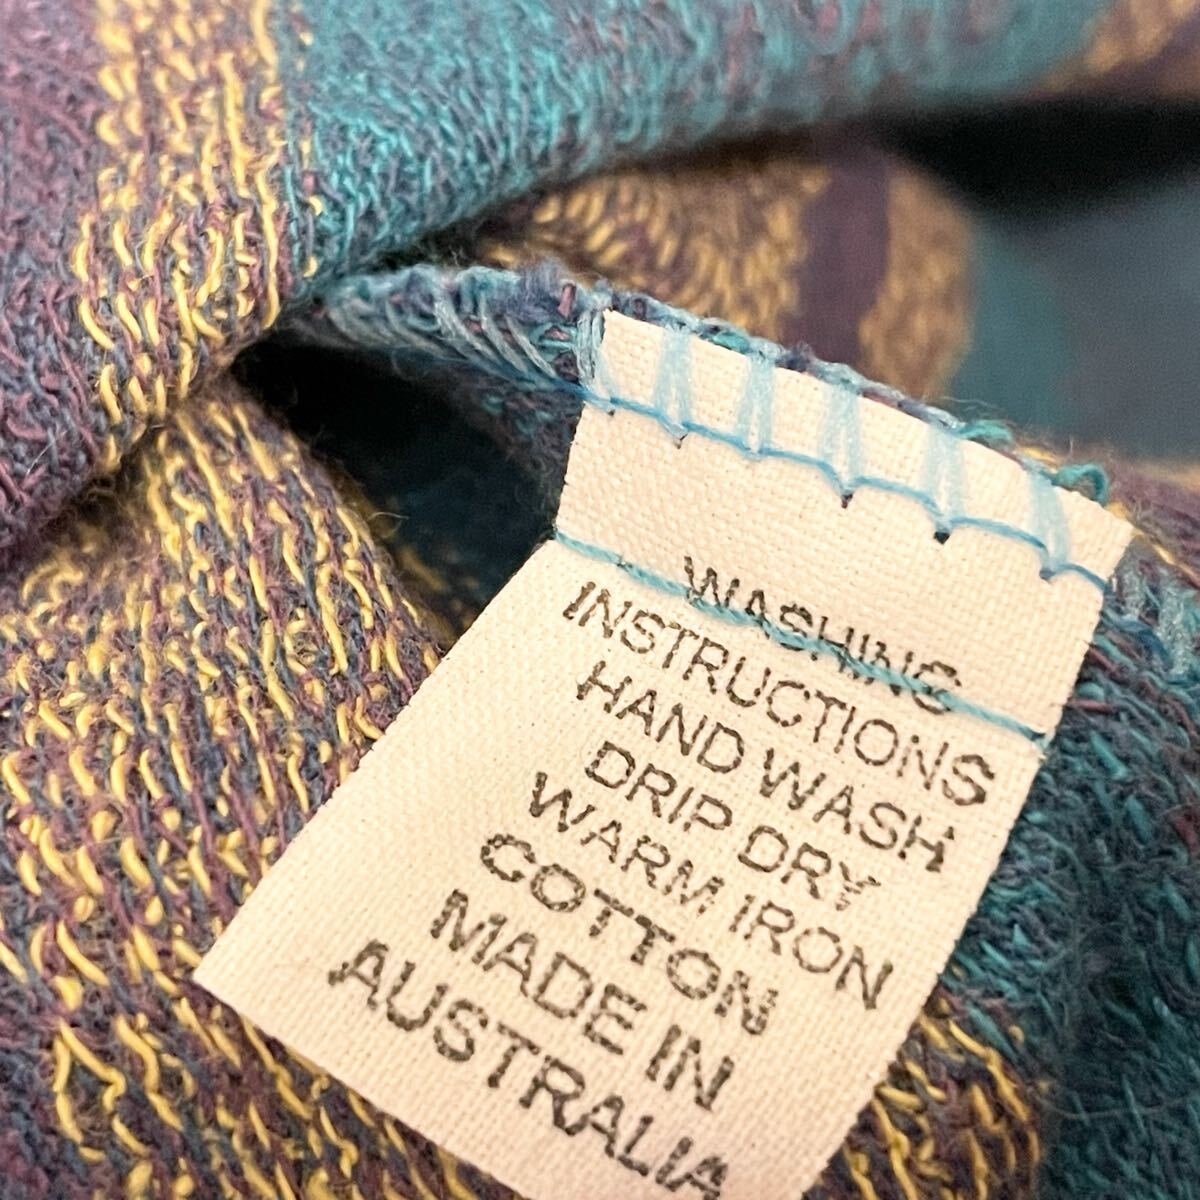 WASHING
INSTRUCTIONS
HAND WASH
DRIP DRY
WARM IRON
COTTON
MADE IN
AUSTRALIA